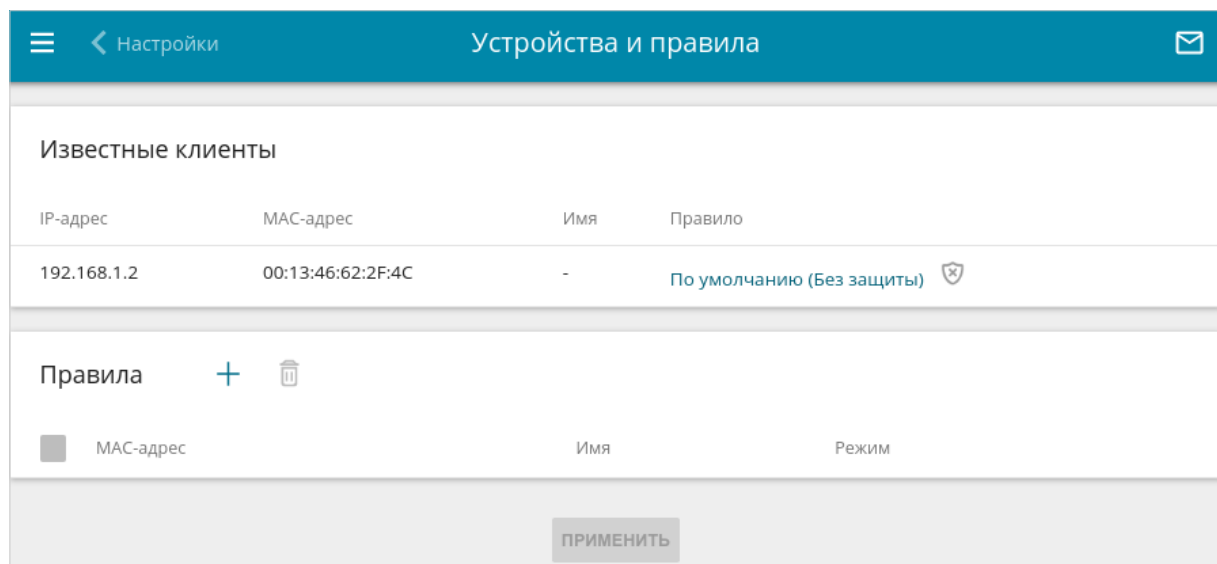 Настройки Устройства и правила
Известные клиенты
IP-адрес MAC-адрес Имя Правило
192.168.1.2 00:13:46:62:2F:4C - По умолчанию (Без защиты)
Правила
MAC-адрес Имя Режим
ПРИМЕНИТЬ